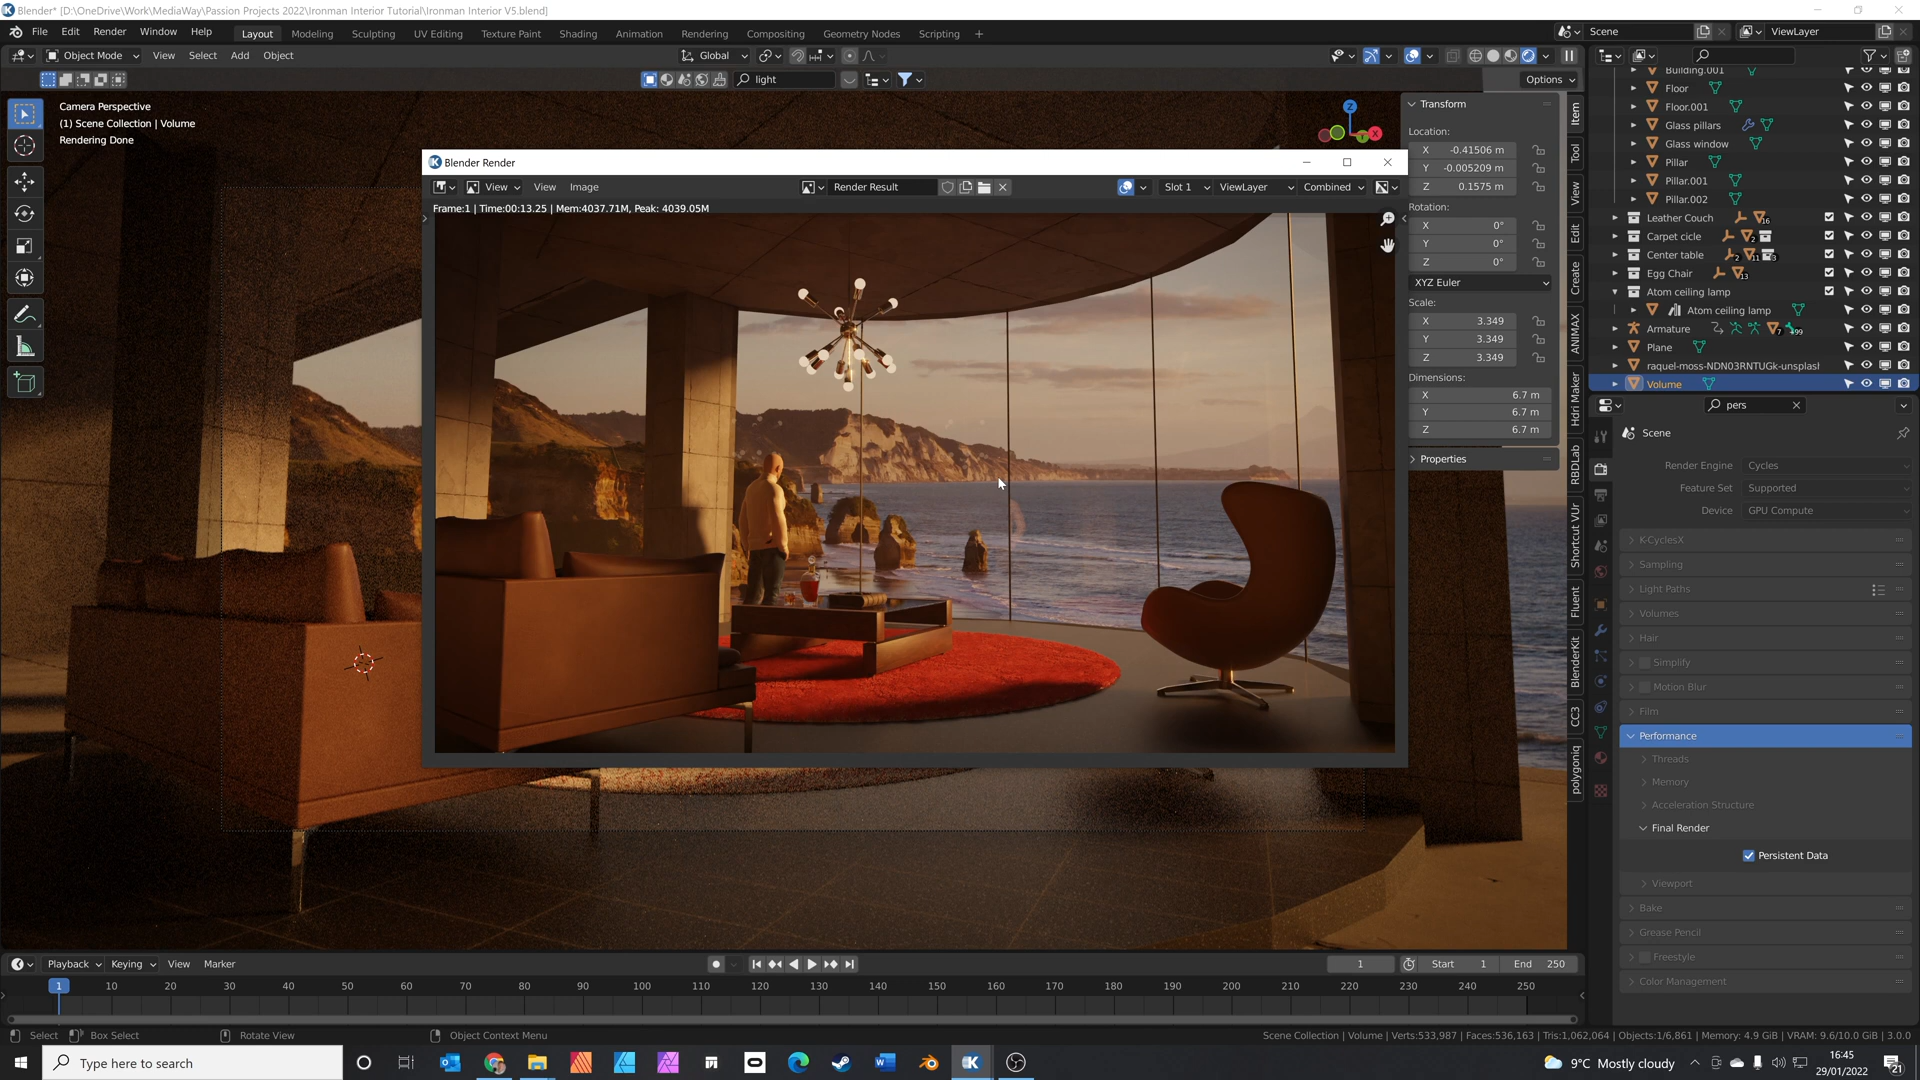 Blender* [D:\OneDrive\Work\MediaWay\Passion Projects 2022\Ironman Interior Tutorial\Ironman Interior V5.blend]
File Edit Render Window Help Layout Modeling Sculpting UV Editing Texture Paint Shading Animation Rendering Compositing Geometry Nodes Scripting + Scene ViewLayer
Object Mode View Select Add Object Global
light Options
Camera Perspective
(1) Scene Collection | Volume
Rendering Done
Blender Render
View View Image Render Result Slot 1 ViewLayer Combined
Frame:1 | Time:00:13.25 | Mem:4037.71M, Peak: 4039.05M
Transform
Location:
X -0.41506 m
Y -0.005209 m
Z 0.1575 m
Rotation:
X 0°
Y 0°
Z 0°
XYZ Euler
Scale:
X 3.349
Y 3.349
Z 3.349
Dimensions:
X 6.7 m
Y 6.7 m
Z 6.7 m
Properties
Item
Tool
View
Edit
Create
ANIMAX
Hdri Maker
RBDLab
Shortcut VUr
Fluent
BlenderKit
CC3
polygoniq
Building.001
Floor
Floor.001
Glass pillars
Glass window
Pillar
Pillar.001
Pillar.002
Leather Couch 16
Carpet cicle 2
Center table 2 11 3
Egg Chair 13
Atom ceiling lamp
Atom ceiling lamp
Armature 7 +99
Plane
raquel-moss-NDN03RNTUGk-unsplasl
Volume
pers
Scene
Render Engine Cycles
Feature Set Supported
Device GPU Compute
K-CyclesX
Sampling
Light Paths
Volumes
Hair
Simplify
Motion Blur
Film
Performance
Threads
Memory
Acceleration Structure
Final Render
Persistent Data
Viewport
Bake
Grease Pencil
Freestyle
Color Management
Playback Keying View Marker 1 Start 1 End 250
1 10 20 30 40 50 60 70 80 90 100 110 120 130 140 150 160 170 180 190 200 210 220 230 240 250
Select Box Select Rotate View Object Context Menu Scene Collection | Volume | Verts:533,987 | Faces:536,163 | Tris:1,062,064 | Objects:1/6,861 | Memory: 4.9 GiB | VRAM: 9.6/10.0 GiB | 3.0.0
Type here to search 9°C Mostly cloudy 16:45
29/01/2022 21